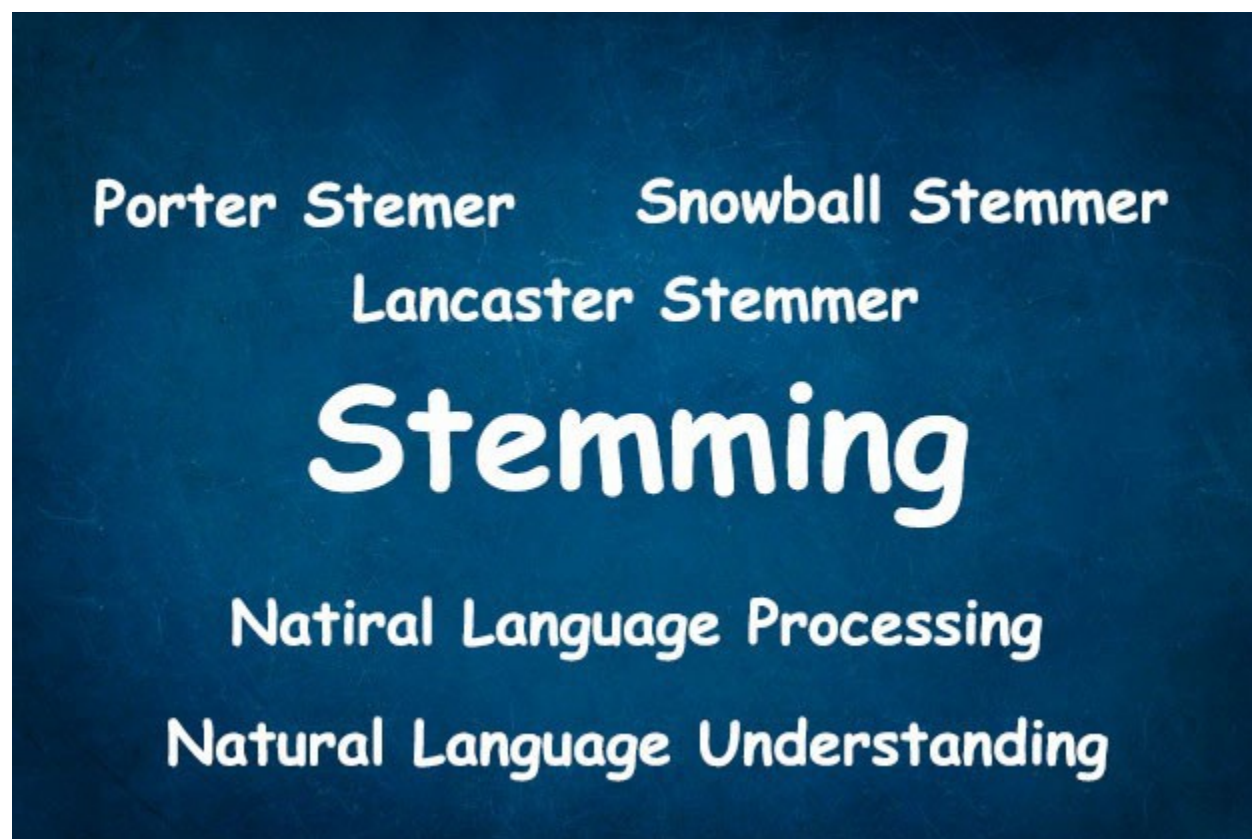 Porter Stemer Snowball Stemmer
Lancaster Stemmer
Stemming
Natiral Language Processing
Natural Language Understanding